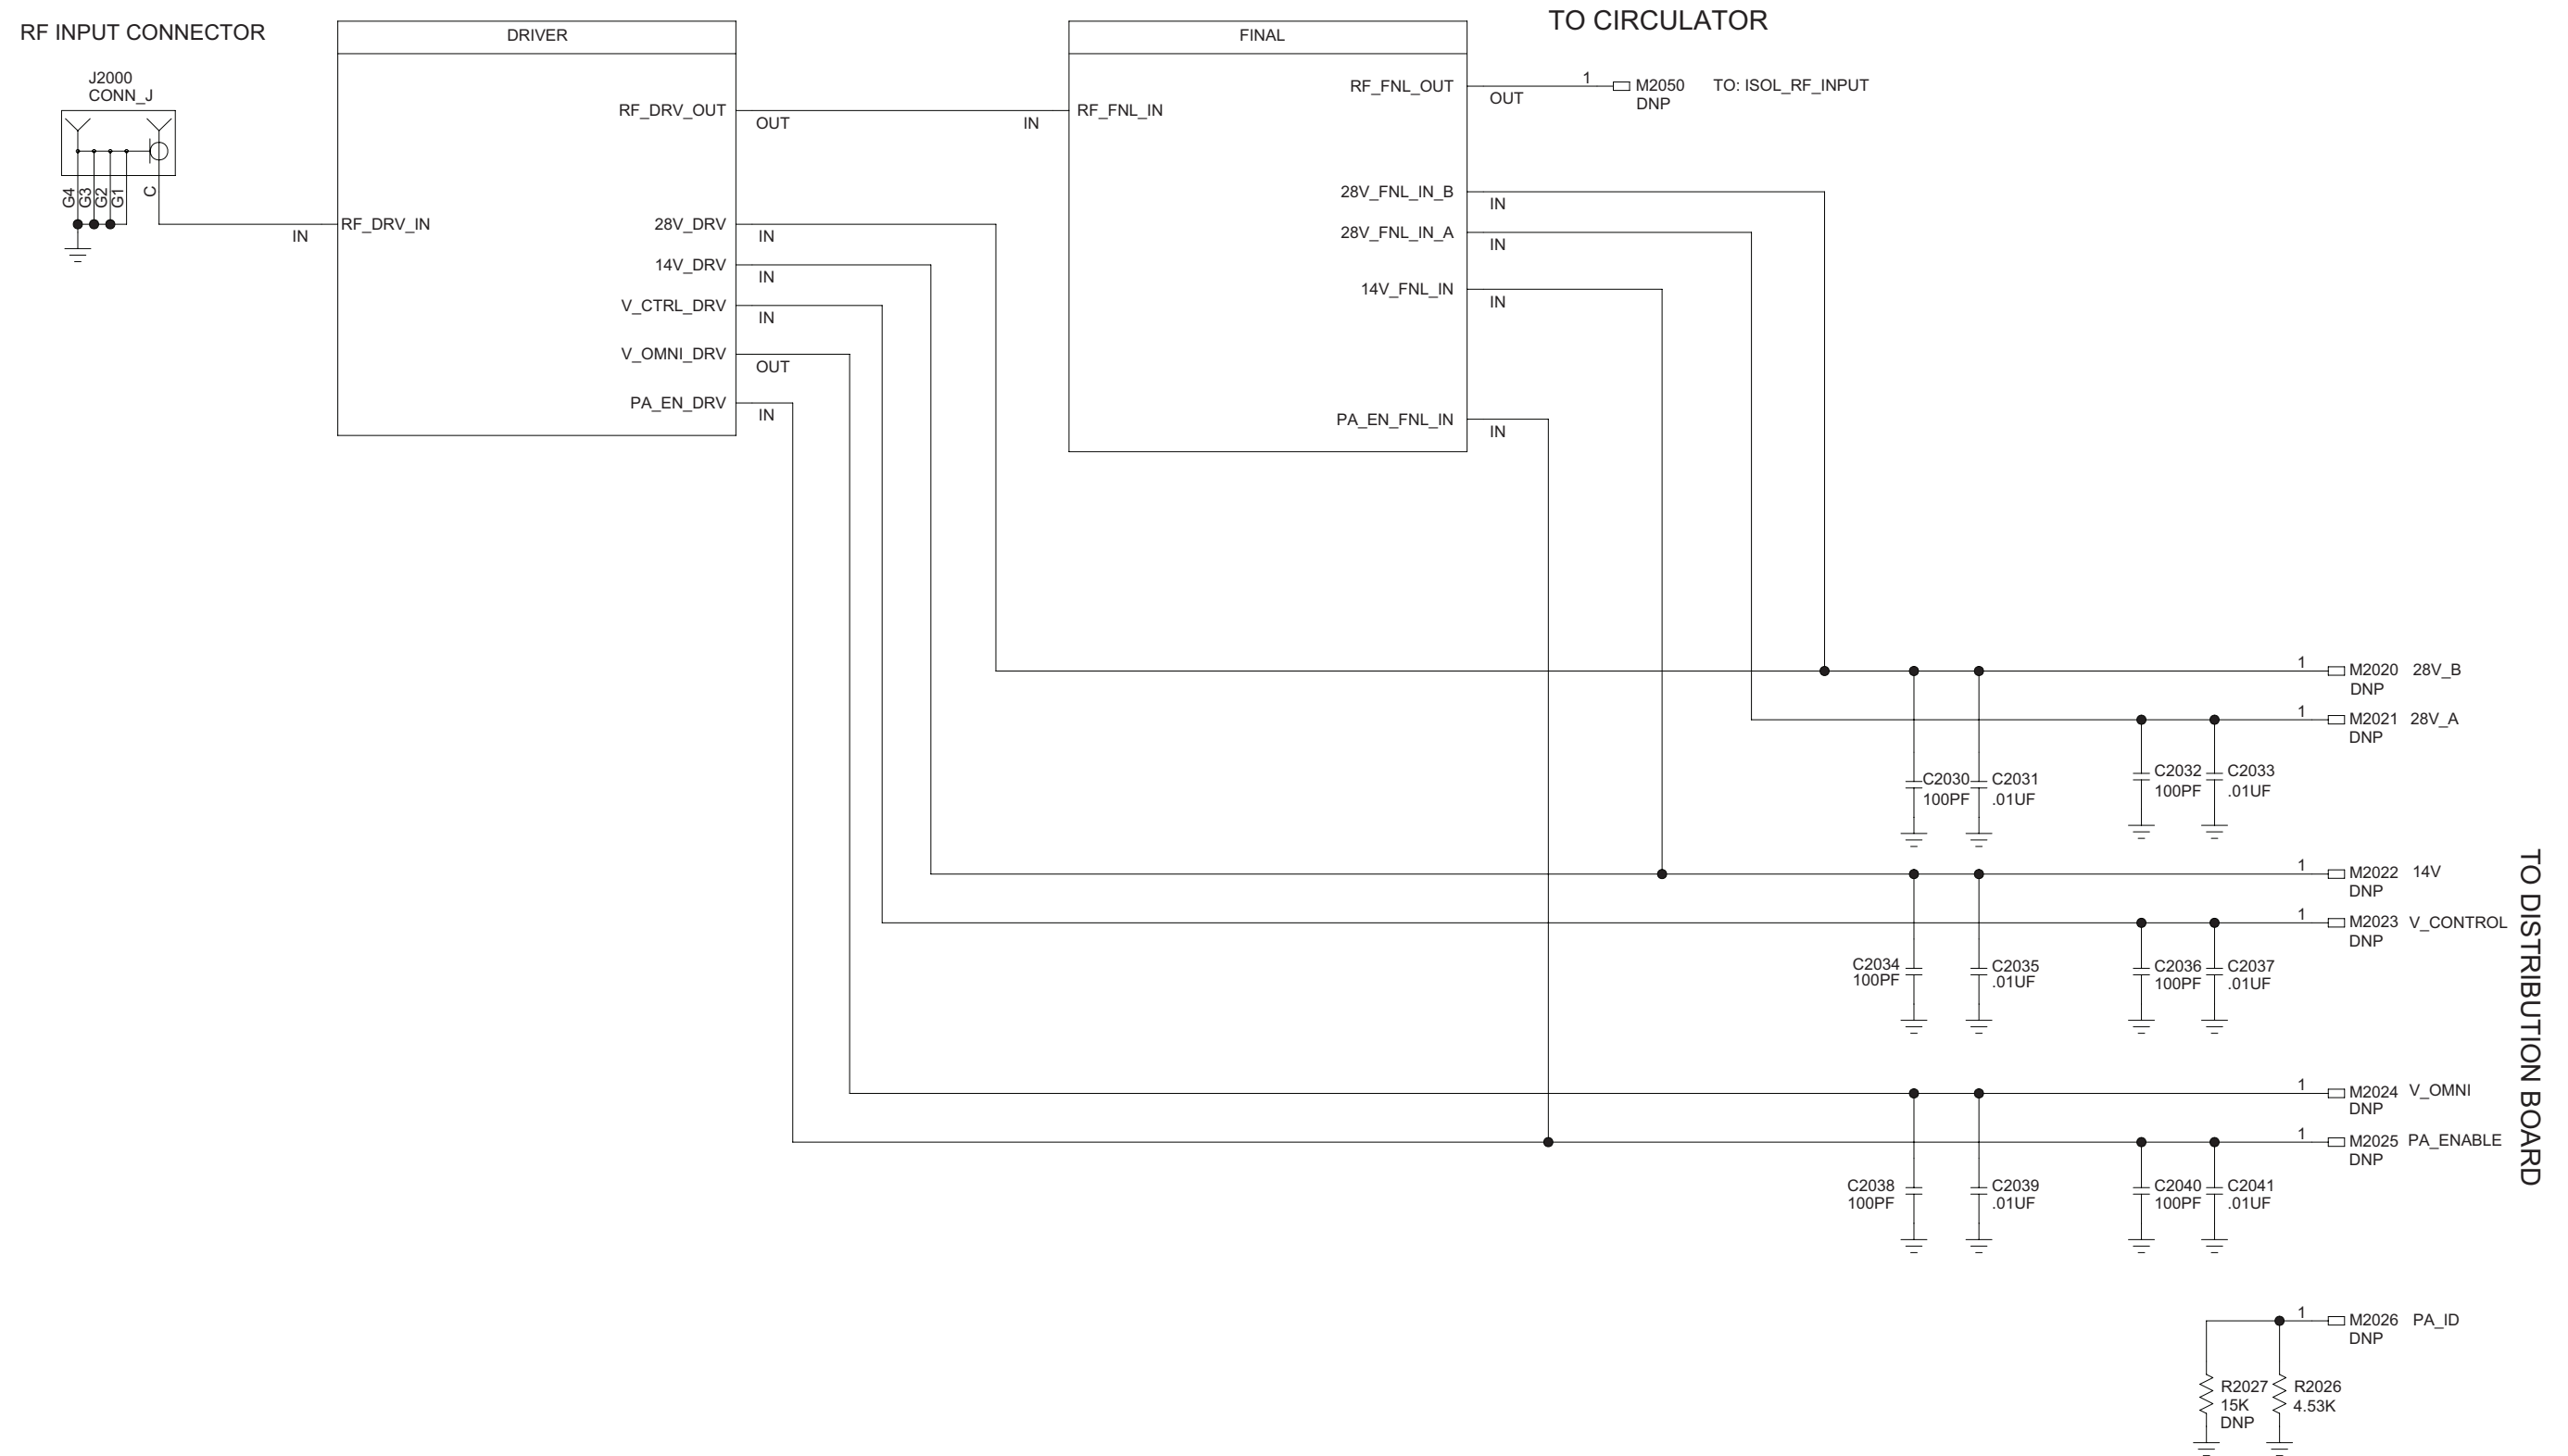 RF INPUT CONNECTOR
J2000
CONN_J
G4
G3
G2
G1
C
IN
DRIVER
RF_DRV_IN
RF_DRV_OUT
OUT
28V_DRV
IN
14V_DRV
IN
V_CTRL_DRV
IN
V_OMNI_DRV
OUT
PA_EN_DRV
IN
IN
FINAL
RF_FNL_IN
RF_FNL_OUT
OUT
28V_FNL_IN_B
IN
28V_FNL_IN_A
IN
14V_FNL_IN
IN
PA_EN_FNL_IN
IN
TO CIRCULATOR
1
M2050
DNP
TO: ISOL_RF_INPUT
1
M2020 28V_B
DNP
1
M2021 28V_A
DNP
C2030
100PF
C2031
.01UF
C2032
100PF
C2033
.01UF
1
M2022 14V
DNP
1
M2023 V_CONTROL
DNP
C2034
100PF
C2035
.01UF
C2036
100PF
C2037
.01UF
1
M2024 V_OMNI
DNP
1
M2025 PA_ENABLE
DNP
C2038
100PF
C2039
.01UF
C2040
100PF
C2041
.01UF
TO DISTRIBUTION BOARD
1
M2026 PA_ID
DNP
R2027
15K
DNP
R2026
4.53K